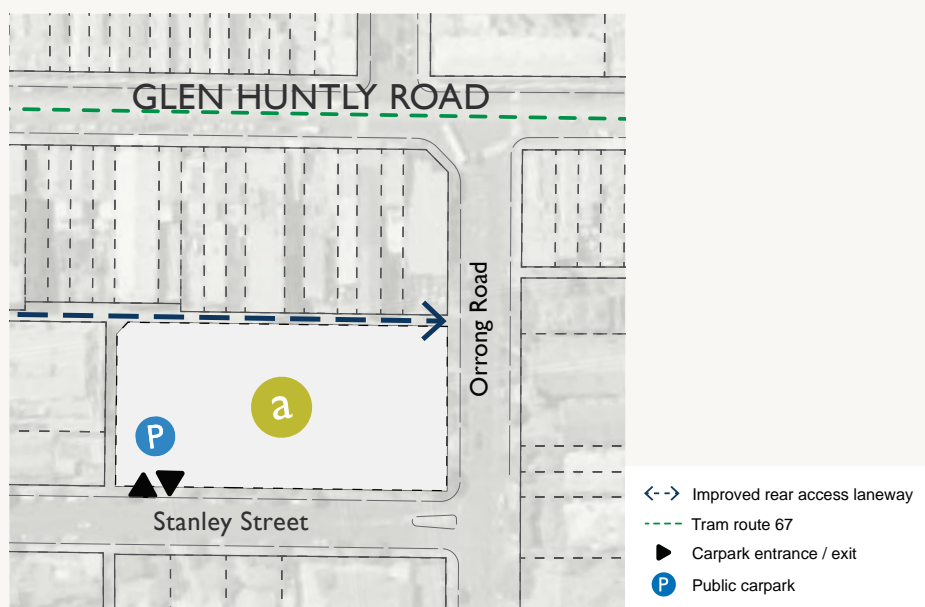 GLEN HUNTLY ROAD
Orrong Road
a
P
Stanley Street
Improved rear access laneway
Tram route 67
Carpark entrance / exit
P
Public carpark